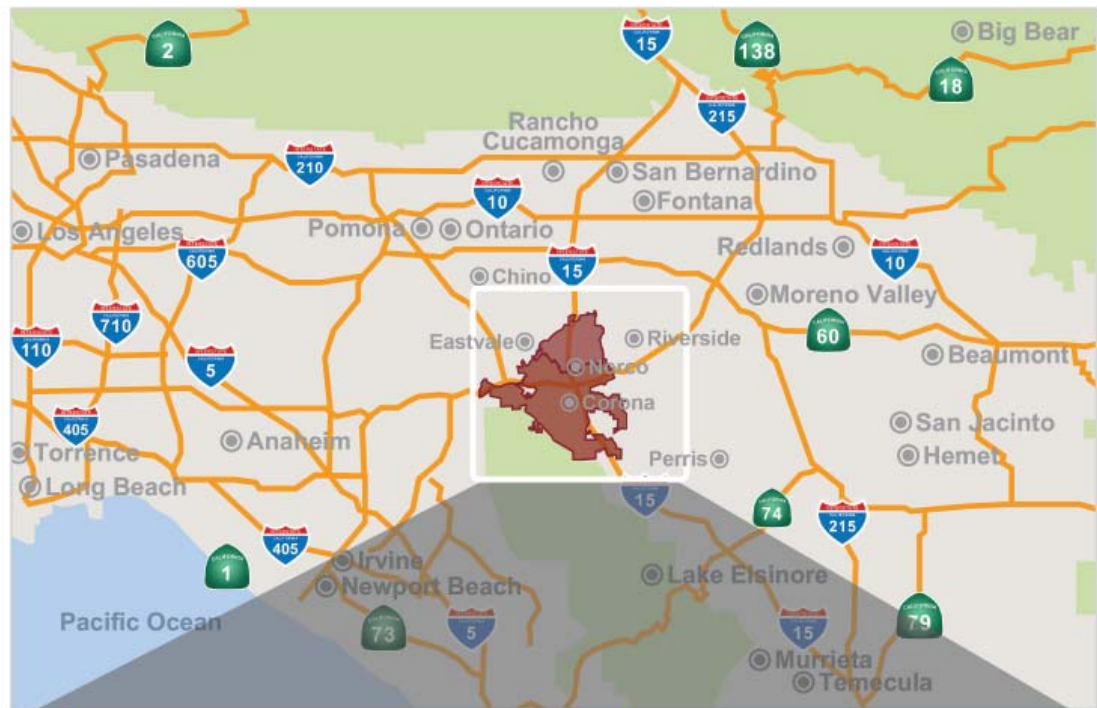 2
15
138
Big Bear
18
215
Rancho
Cucamonga
Pasadena
210
San Bernardino
10
Fontana
Los Angeles
Pomona
Ontario
Redlands
605
15
10
Chino
Moreno Valley
710
110
Eastvale
Riverside
60
5
Norco
Beaumont
Corona
405
Anaheim
San Jacinto
Torrence
Perris
Hemet
Long Beach
15
74
215
405
1
Irvine
Newport Beach
Lake Elsinore
Pacific Ocean
73
5
15
79
Murrieta
Temecula